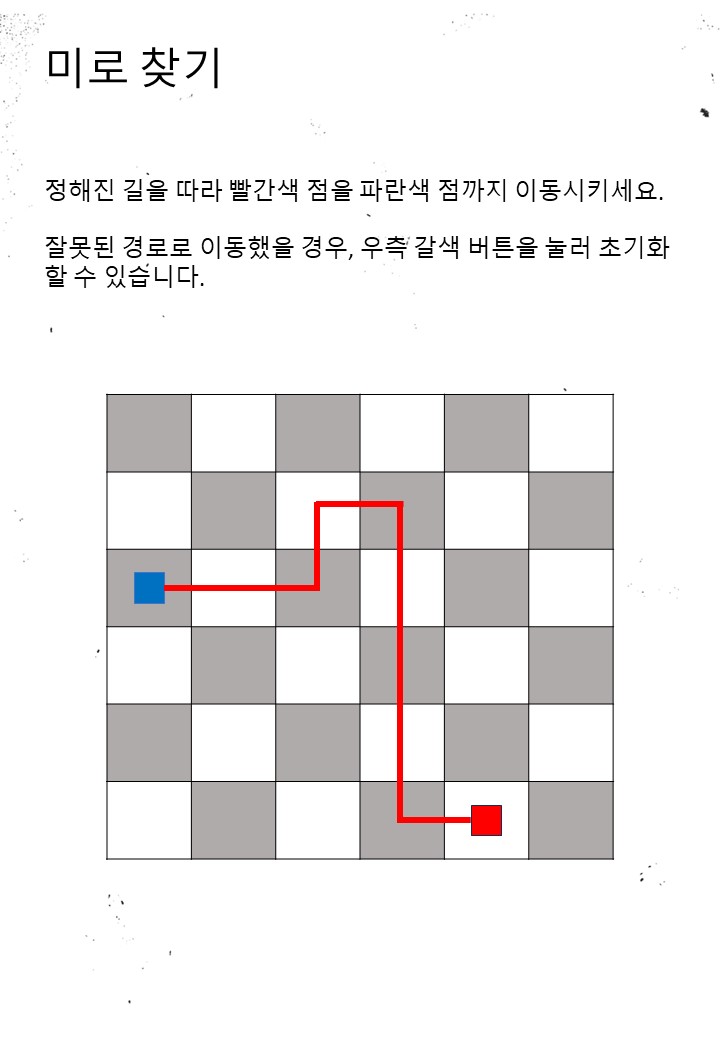 미로 찾기
정해진 길을 따라 빨간색 점을 파란색 점까지 이동시키세요.
잘못된 경로로 이동했을 경우, 우측 갈색 버튼을 눌러 초기화
할 수 있습니다.